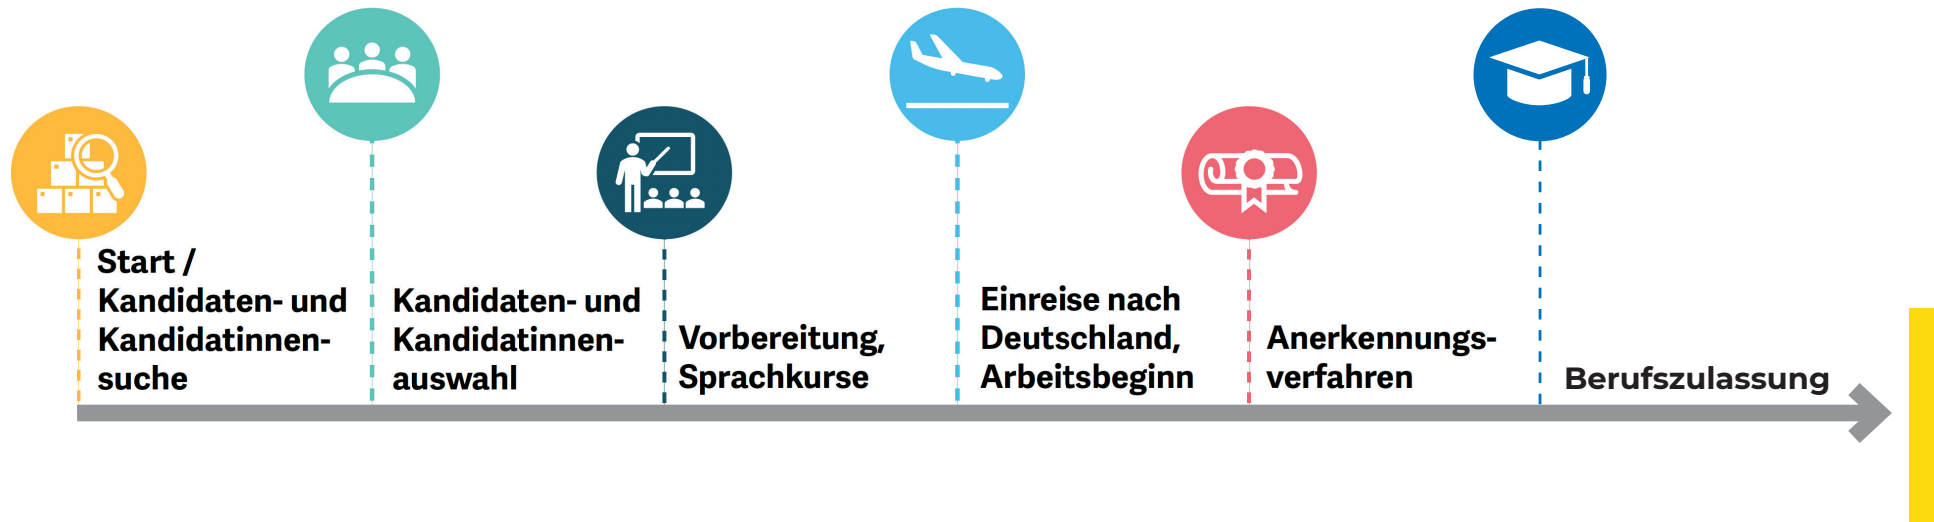 Start /
Kandidaten- und
Kandidatinnen-
suche
Kandidaten- und
Kandidatinnen-
auswahl
Vorbereitung,
Sprachkurse
Einreise nach
Deutschland,
Arbeitsbeginn
Anerkennungs-
verfahren
Berufszulassung